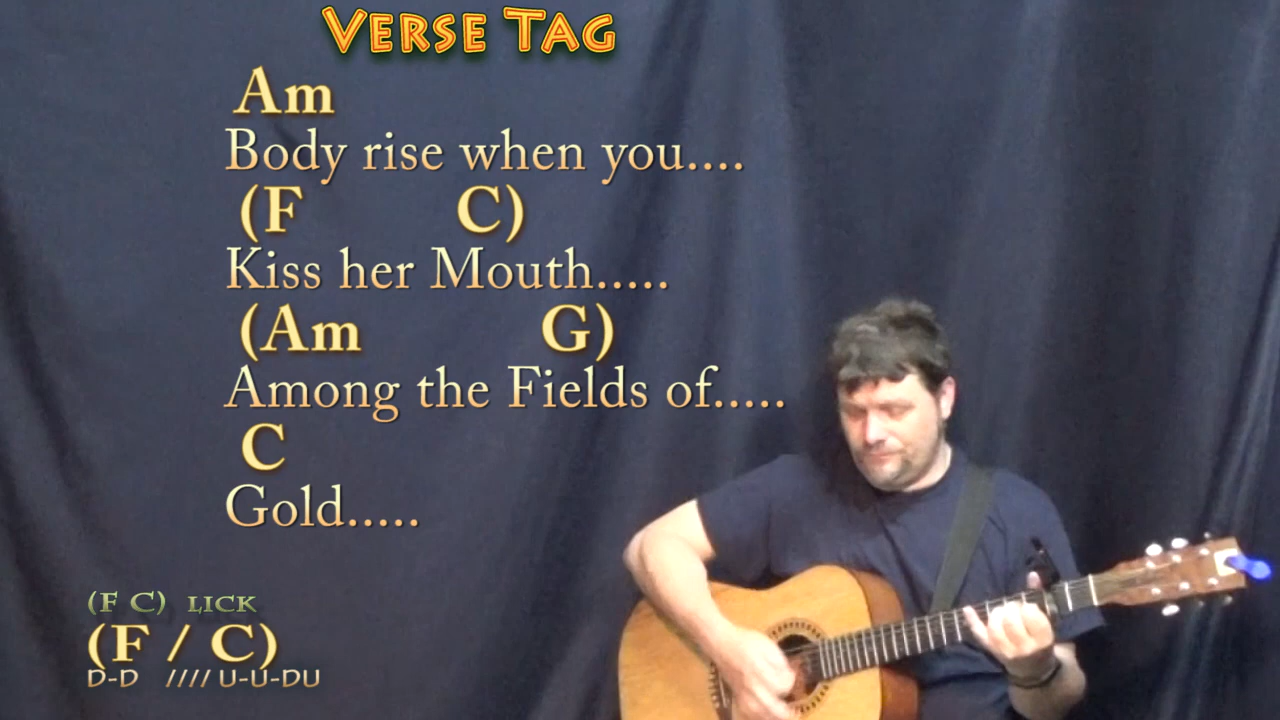 VERSE TAG
Am
Body rise when you....
(F C)
Kiss her Mouth.....
(Am G)
Among the Fields of.....
C
Gold.....
(F C) LICK
(F / C)
D-D //// U-U-DU